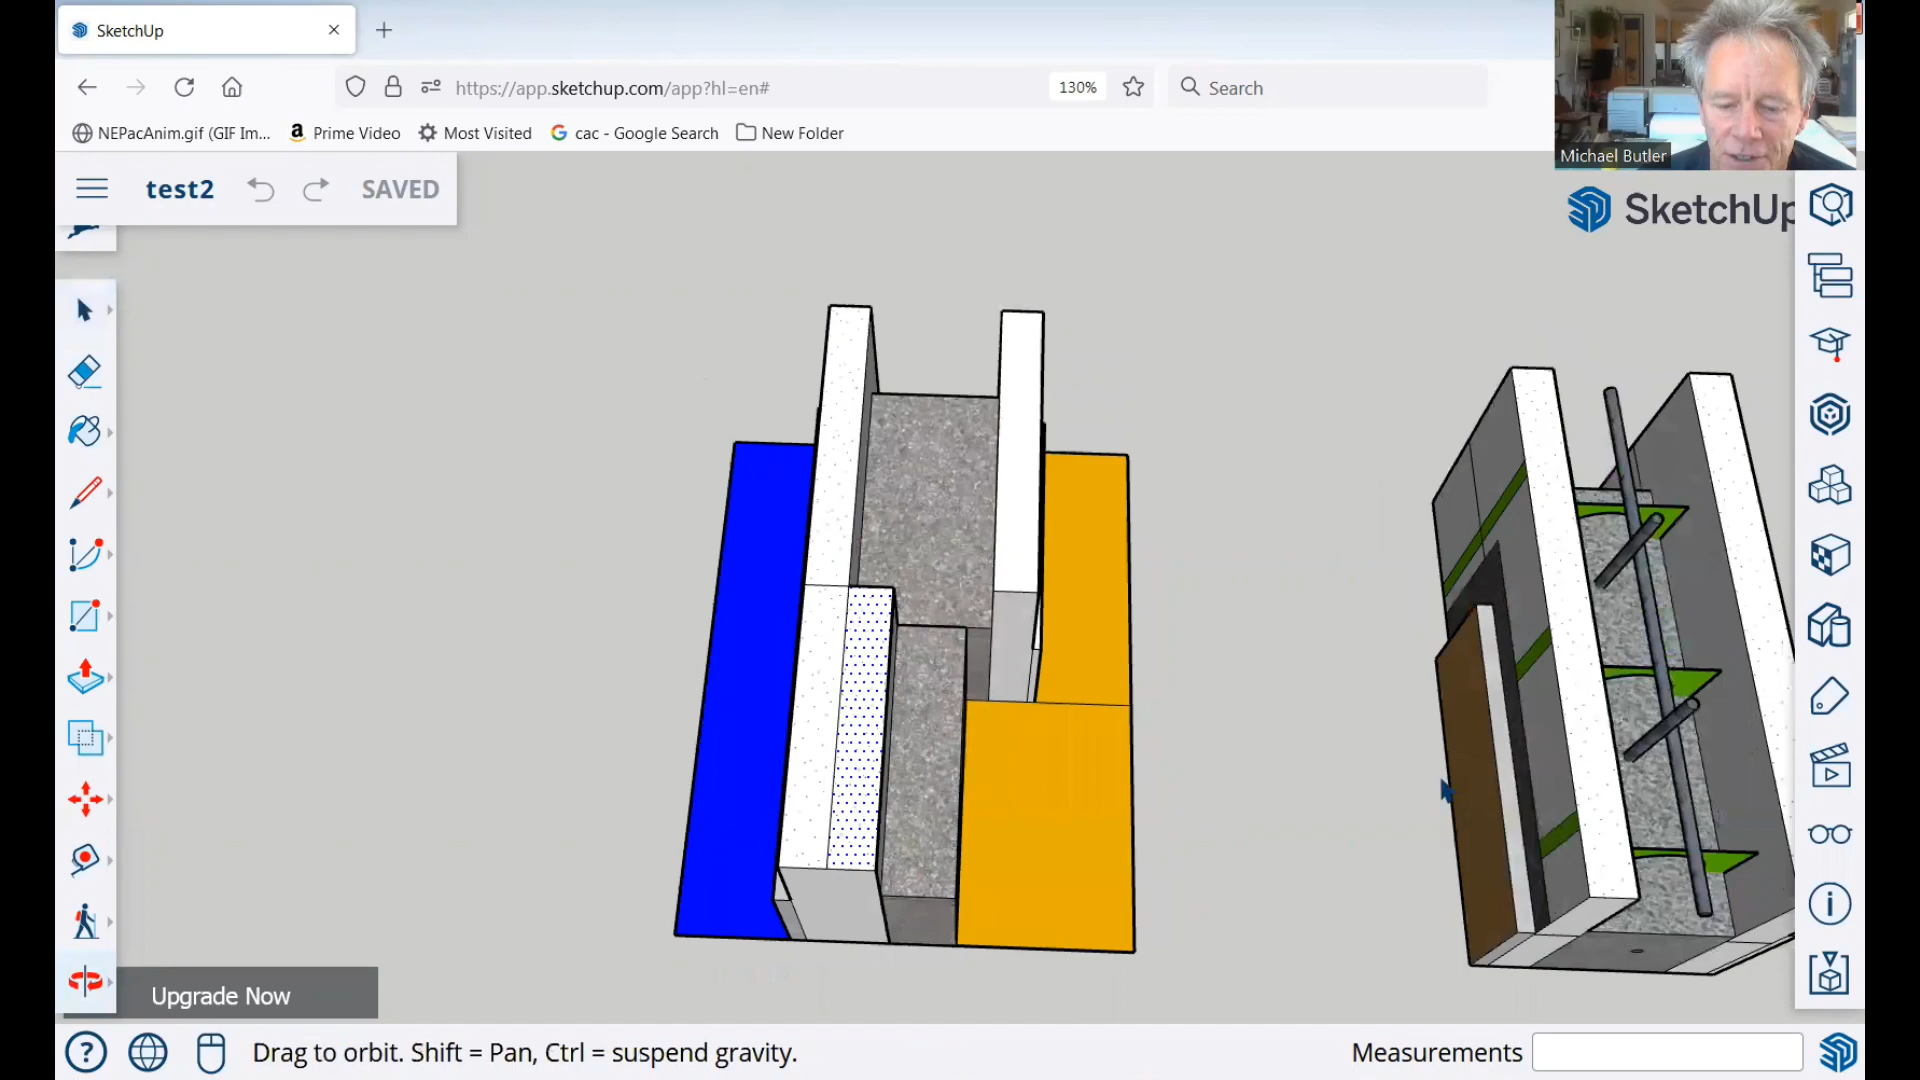 SketchUp
https://app.sketchup.com/app?hl=en#
130%
Search
NEPacAnim.gif (GIF Im...
Prime Video
Most Visited
cac - Google Search
New Folder
Michael Butler
test2
SAVED
SketchUp
Upgrade Now
Drag to orbit. Shift = Pan, Ctrl = suspend gravity.
Measurements